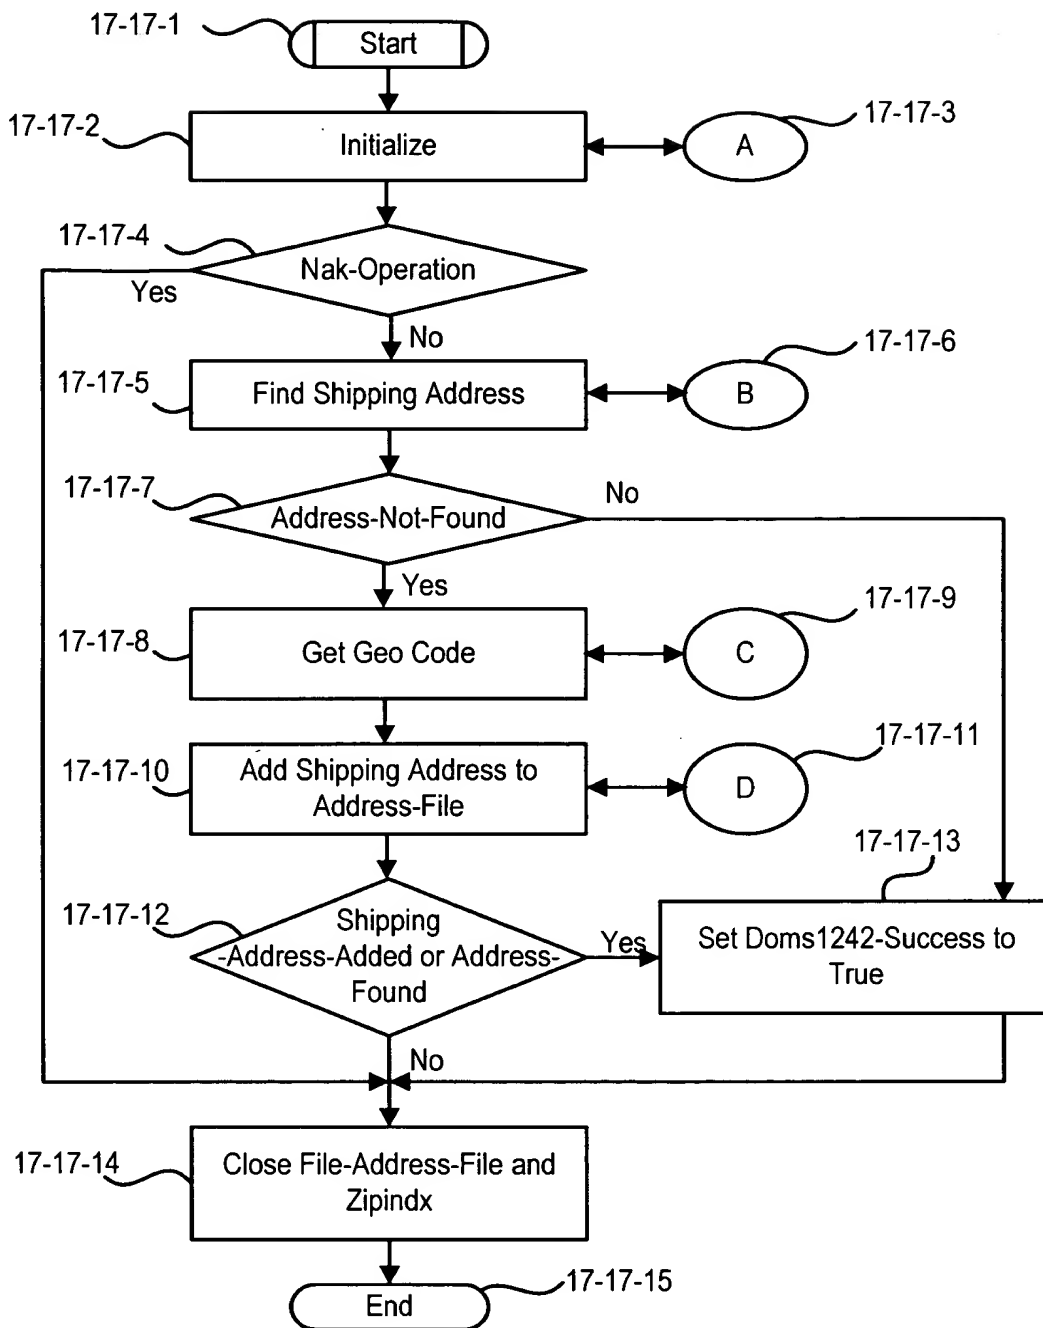 17-17-1
Start
17-17-2
Initialize
A
17-17-3
17-17-4
Nak-Operation
Yes
No
17-17-5
Find Shipping Address
B
17-17-6
17-17-7
Address-Not-Found
No
Yes
17-17-8
Get Geo Code
C
17-17-9
17-17-10
Add Shipping Address to
Address-File
D
17-17-11
17-17-12
Shipping
-Address-Added or Address-
Found
Yes
No
17-17-13
Set Doms1242-Success to
True
17-17-14
Close File-Address-File and
Zipindx
End
17-17-15